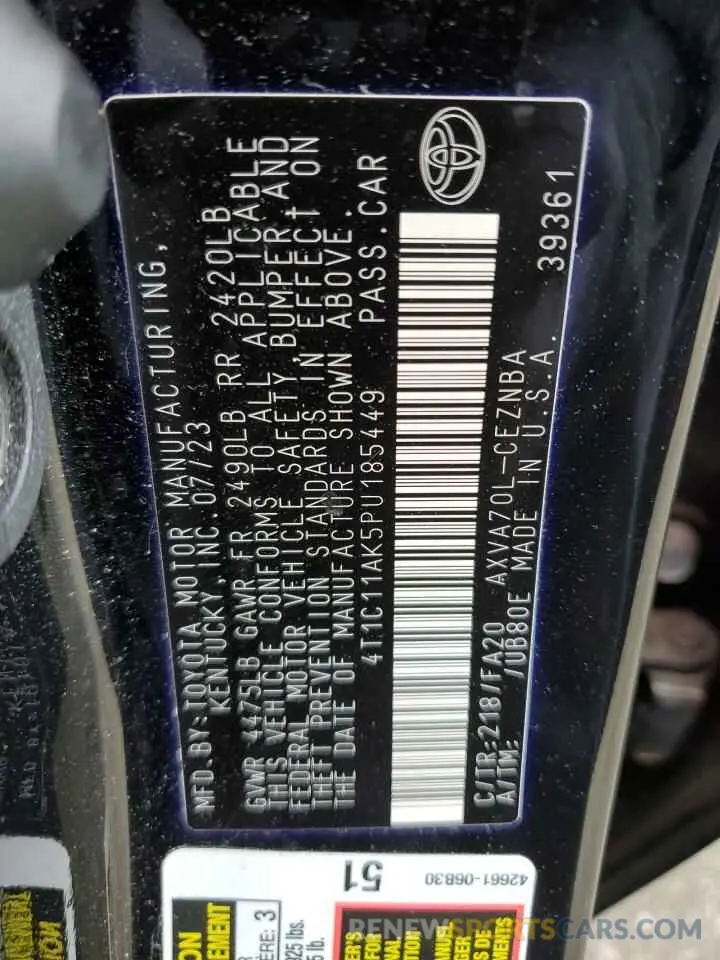 MFD.BY:TOYOTA MOTOR MANUFACTURING,
KENTUCKY,INC 07/23
GVWR 4475LB GAWR FR 2490LB RR 2420LB
THIS VEHICLE CONFORMS TO ALL APPLICABLE
FEDERAL MOTOR VEHICLE SAFETY,BUMPER AND
THEFT PREVENTION STANDARDS IN EFFECT ON
THE DATE OF MANUFACTURE SHOWN ABOVE.
4T1C11AK5PU185449 PASS.CAR
C/TR:218/FA20 AXVA70L-CEZNBA
A/TM: /UB80E MADE IN U.S.A. 39361
51
42661-06B30
EMENT
ÈRE: 3
RENEWSPORTSCARS.COM